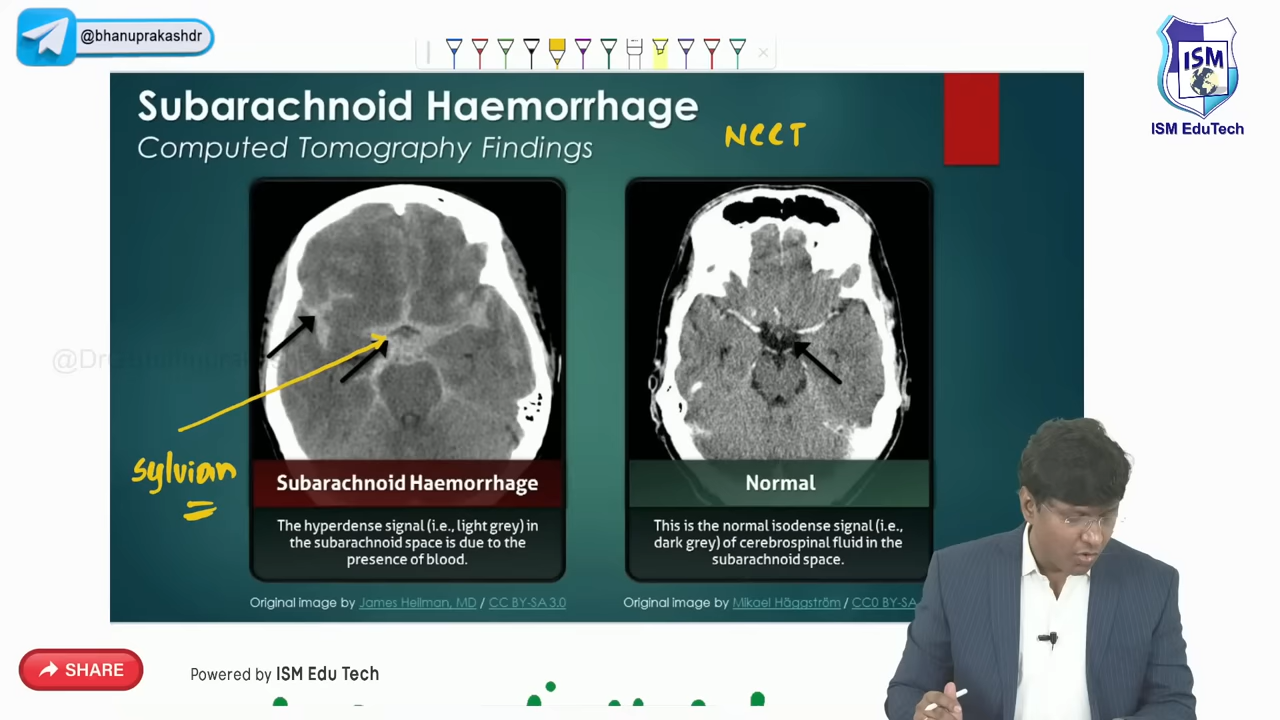 @bhanuprakashdr
ISM
ISM EduTech
Subarachnoid Haemorrhage
NCCT
Computed Tomography Findings
Sylvian
Subarachnoid Haemorrhage
The hyperdense signal (i.e., light grey) in
the subarachnoid space is due to the
presence of blood.
Original image by James Heilman, MD / CC BY-SA 3.0
Normal
This is the normal isodense signal (i.e.,
dark grey) of cerebrospinal fluid in the
subarachnoid space.
Original image by Mikael Häggström / CC0 BY-SA
SHARE
Powered by ISM Edu Tech